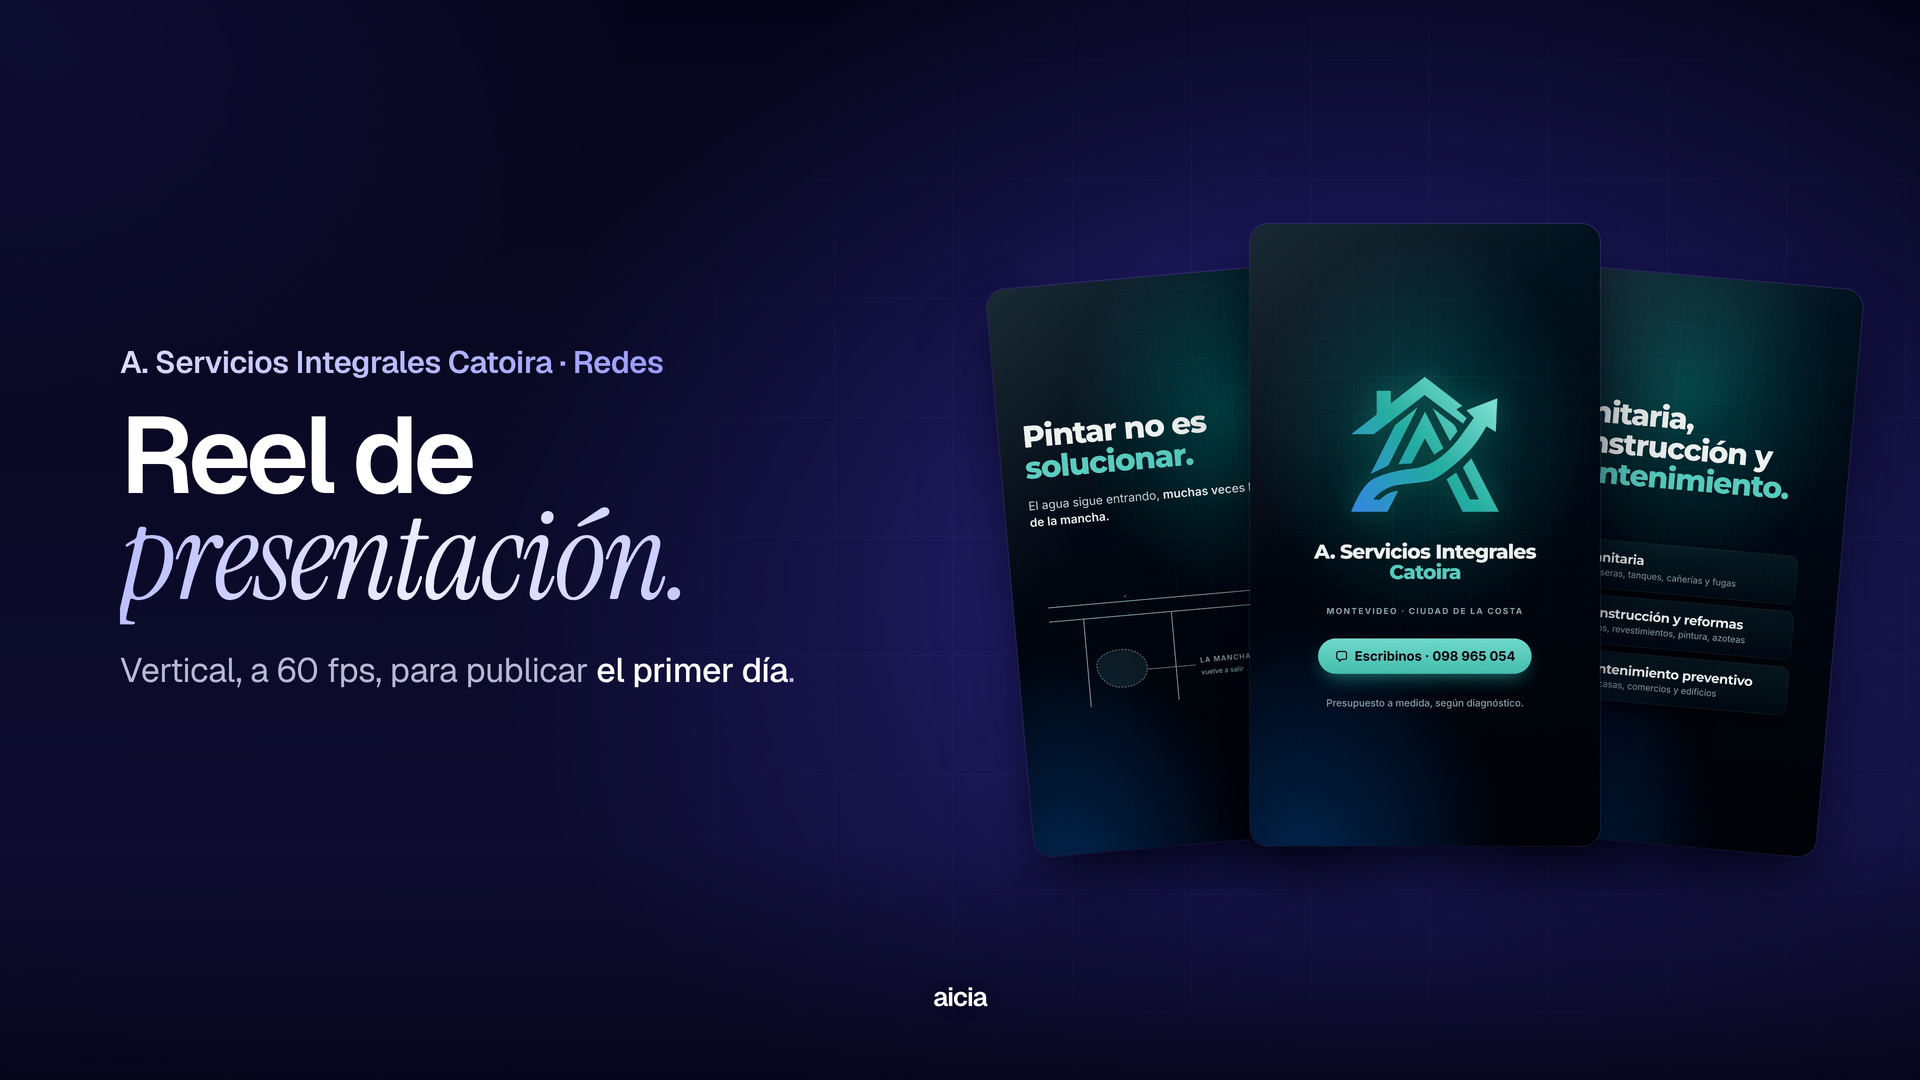 A. Servicios Integrales Catoira · Redes
Reel de
presentación.
Vertical, a 60 fps, para publicar el primer día.
Pintar no es
solucionar.
El agua sigue entrando, muchas veces
de la mancha.
LA MANCHA
vuelve a salir
A. Servicios Integrales
Catoira
MONTEVIDEO · CIUDAD DE LA COSTA
Escribinos · 098 965 054
Presupuesto a medida, según diagnóstico.
nitaria,
nstrucción y
ntenimiento.
anitaria
seras, tanques, cañerías y fugas
nstrucción y reformas
os, revestimientos, pintura, azoteas
ntenimiento preventivo
casas, comercios y edificios
aicia